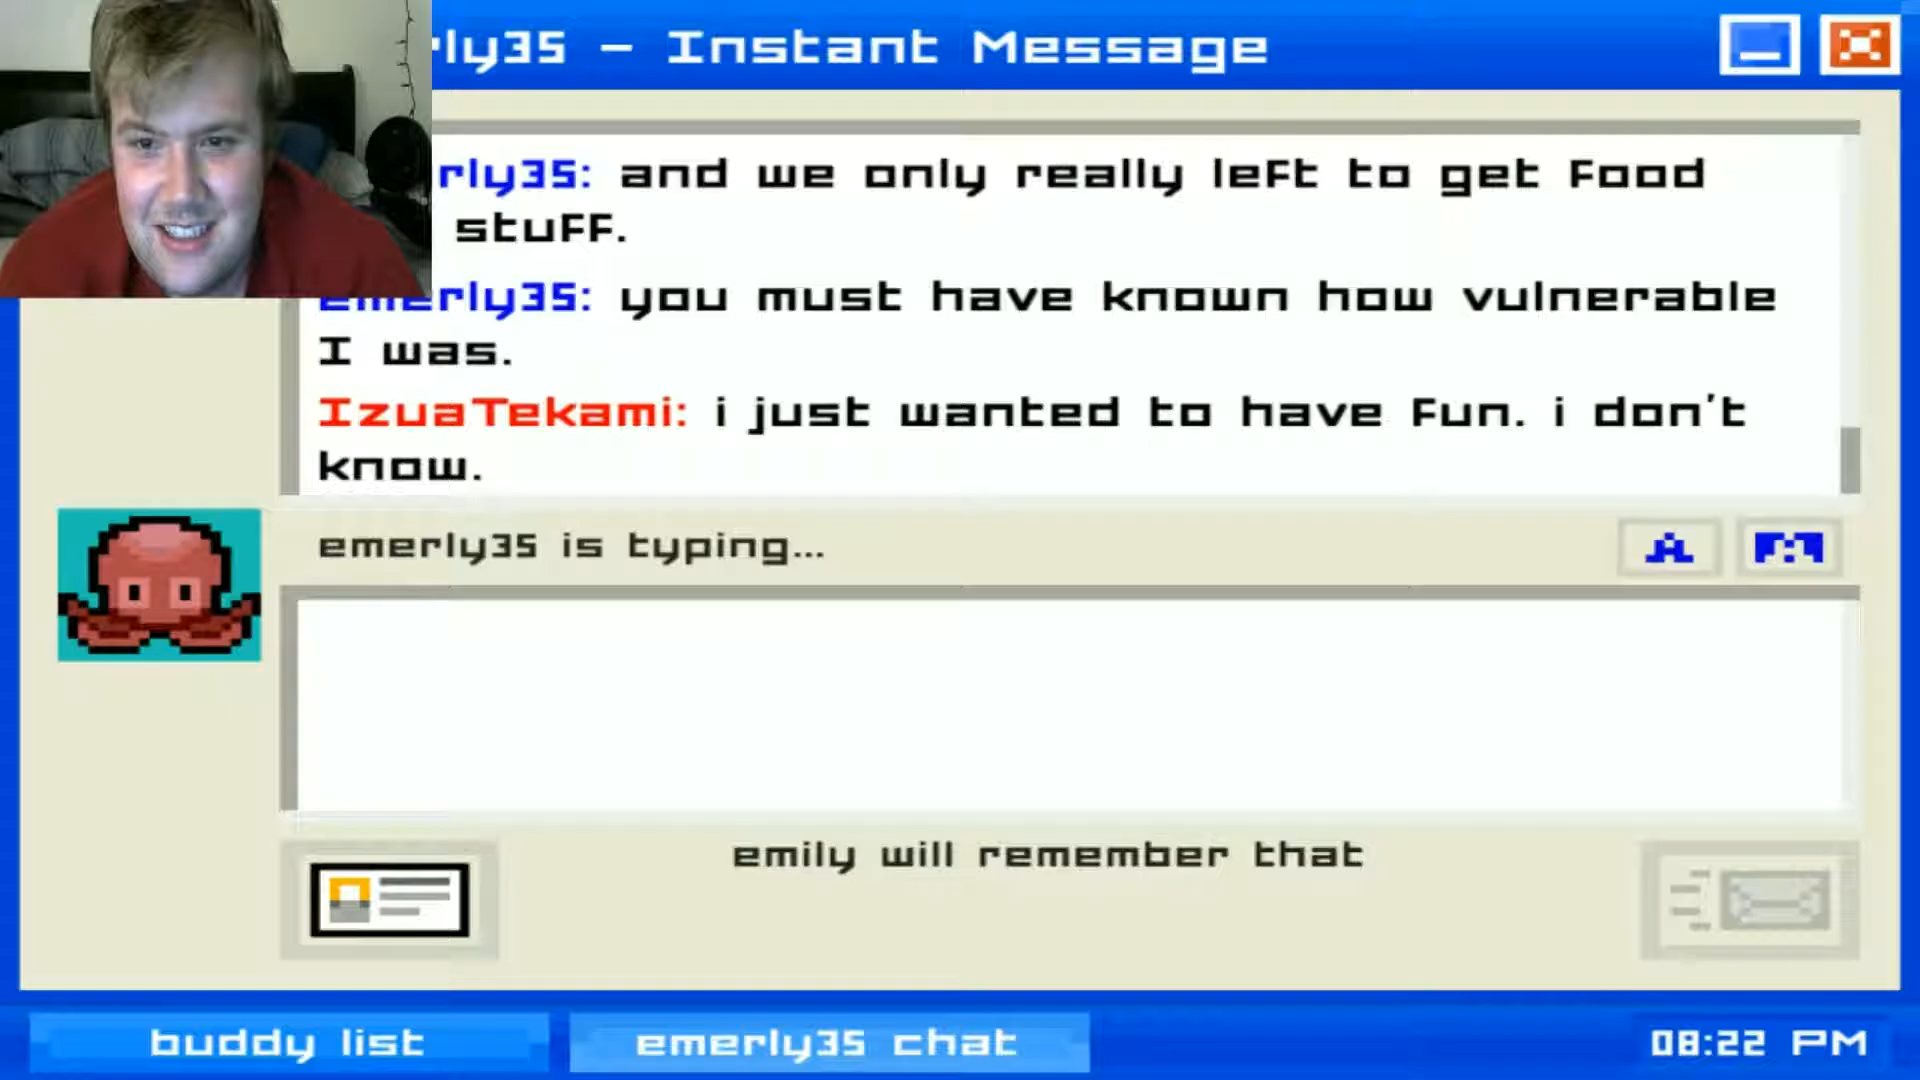 rly35 - Instant Message
rly35: and we only really left to get food
stuff.
emerly35: you must have known how vulnerable
I was.
IzuaTekami: i just wanted to have fun. i don't
know.
emerly35 is typing...
emily will remember that
buddy list
emerly35 chat
08:22 PM